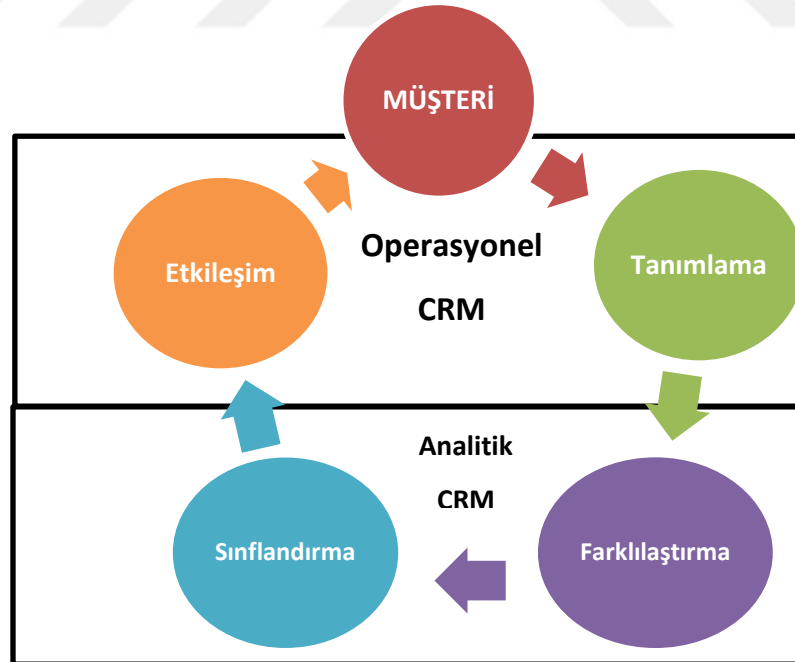 MÜŞTERİ
Operasyonel
CRM
Etkileşim
Tanımlama
Analitik
CRM
Sınflandırma
Farklılaştırma